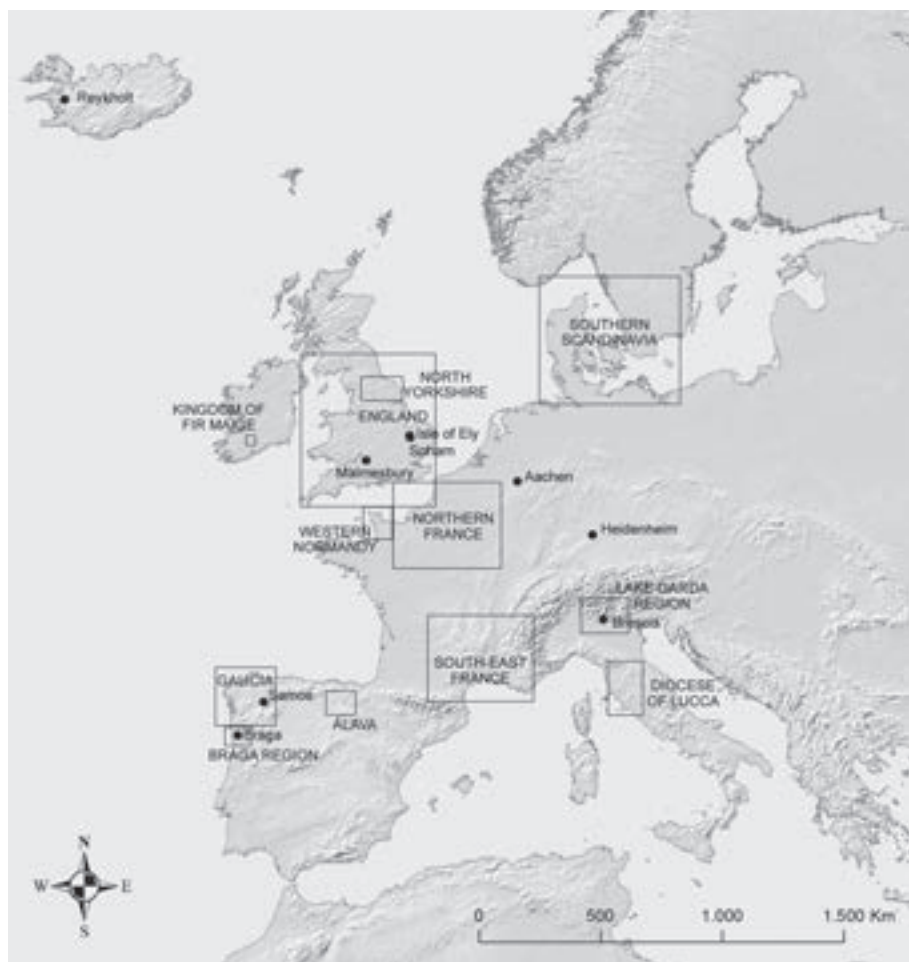 Reykholt
SOUTHERN
SCANDINAVIA
NORTH
YORKSHIRE
KINGDOM OF
FIR MAIGE
ENGLAND
Isle of Ely
Malmesbury
Aachen
NORTHERN
FRANCE
WESTERN
NORMANDY
Heidenheim
LAKE GARDA
REGION
Brescia
SOUTH-EAST
FRANCE
DIOCESE
OF LUCCA
GALICIA
Samos
ÁLAVA
Braga
BRAGA REGION
N
W E
S
0 500 1.000 1.500 Km